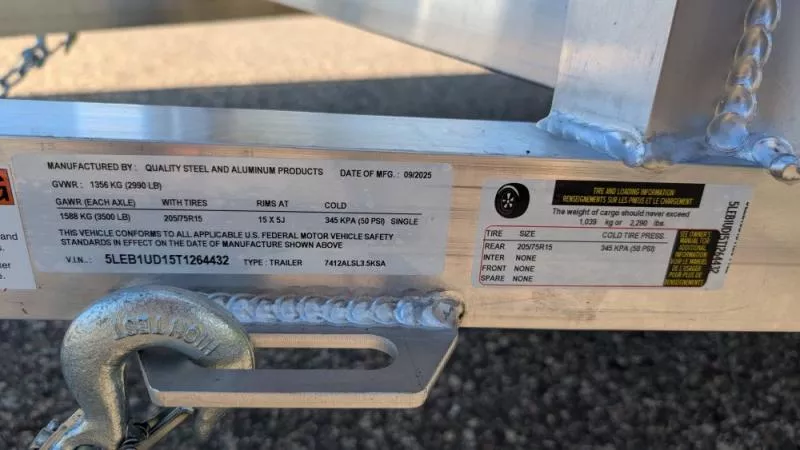 MANUFACTURED BY : QUALITY STEEL AND ALUMINUM PRODUCTS DATE OF MFG. : 09/2025
GVWR : 1356 KG (2990 LB)
GAWR (EACH AXLE) WITH TIRES RIMS AT COLD
1588 KG (3500 LB) 205/75R15 15 X 5J 345 KPA (50 PSI) SINGLE
THIS VEHICLE CONFORMS TO ALL APPLICABLE U.S. FEDERAL MOTOR VEHICLE SAFETY
STANDARDS IN EFFECT ON THE DATE OF MANUFACTURE SHOWN ABOVE
V.I.N.: 5LEB1UD15T1264432 TYPE : TRAILER 7412ALSL3.5KSA
TIRE AND LOADING INFORMATION
RENSEIGNEMENTS SUR LES PNEUS ET LE CHARGEMENT
The weight of cargo should never exceed
1,039 kg or 2,290 lbs.
TIRE SIZE COLD TIRE PRESS.
REAR 205/75R15 345 KPA (50 PSI)
INTER NONE
FRONT NONE
SPARE NONE
SEE OWNER'S
MANUAL FOR
ADDITIONAL
INFORMATION
VOIR LE MANUEL
DE L'USAGER
POUR PLUS DE
RENSEIGNEMENTS
5LEB1UD15T1264432
and
s.
ker
HIGH TEST